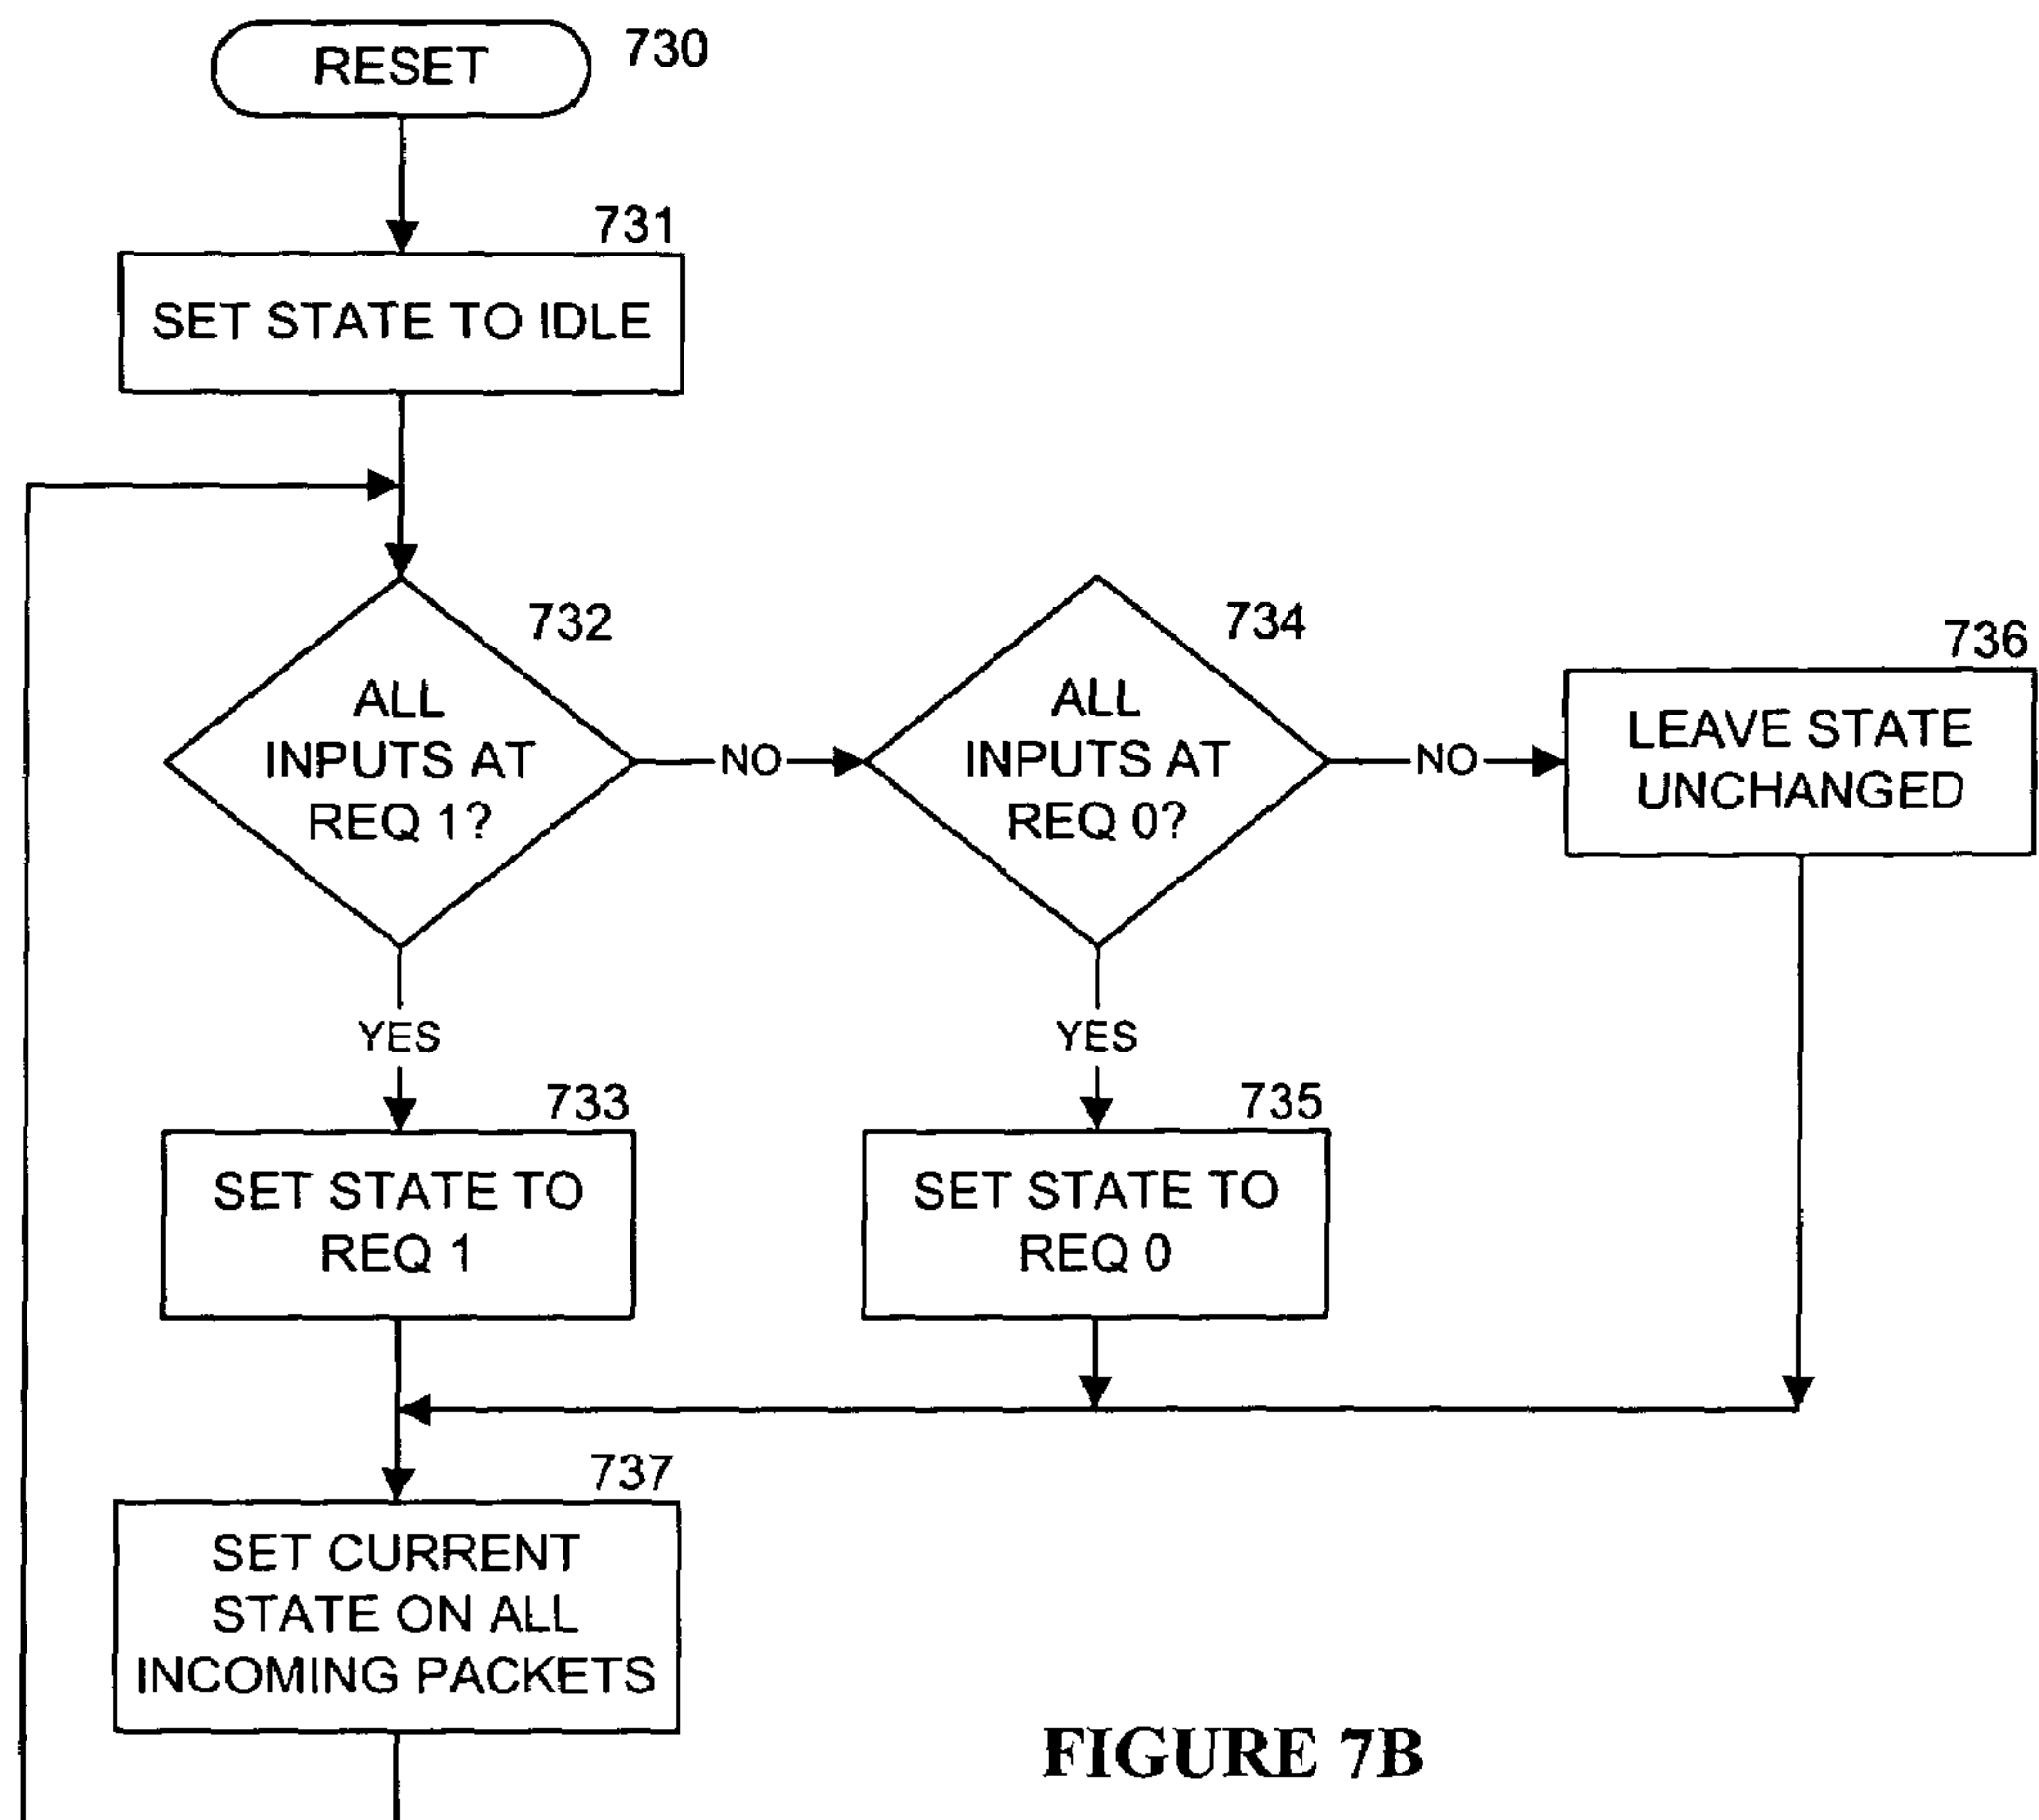 RESET
730
731
SET STATE TO IDLE
732
ALL
INPUTS AT
REQ 1?
NO
734
ALL
INPUTS AT
REQ 0?
NO
736
LEAVE STATE
UNCHANGED
YES
YES
733
SET STATE TO
REQ 1
735
SET STATE TO
REQ 0
737
SET CURRENT
STATE ON ALL
INCOMING PACKETS
FIGURE 7B